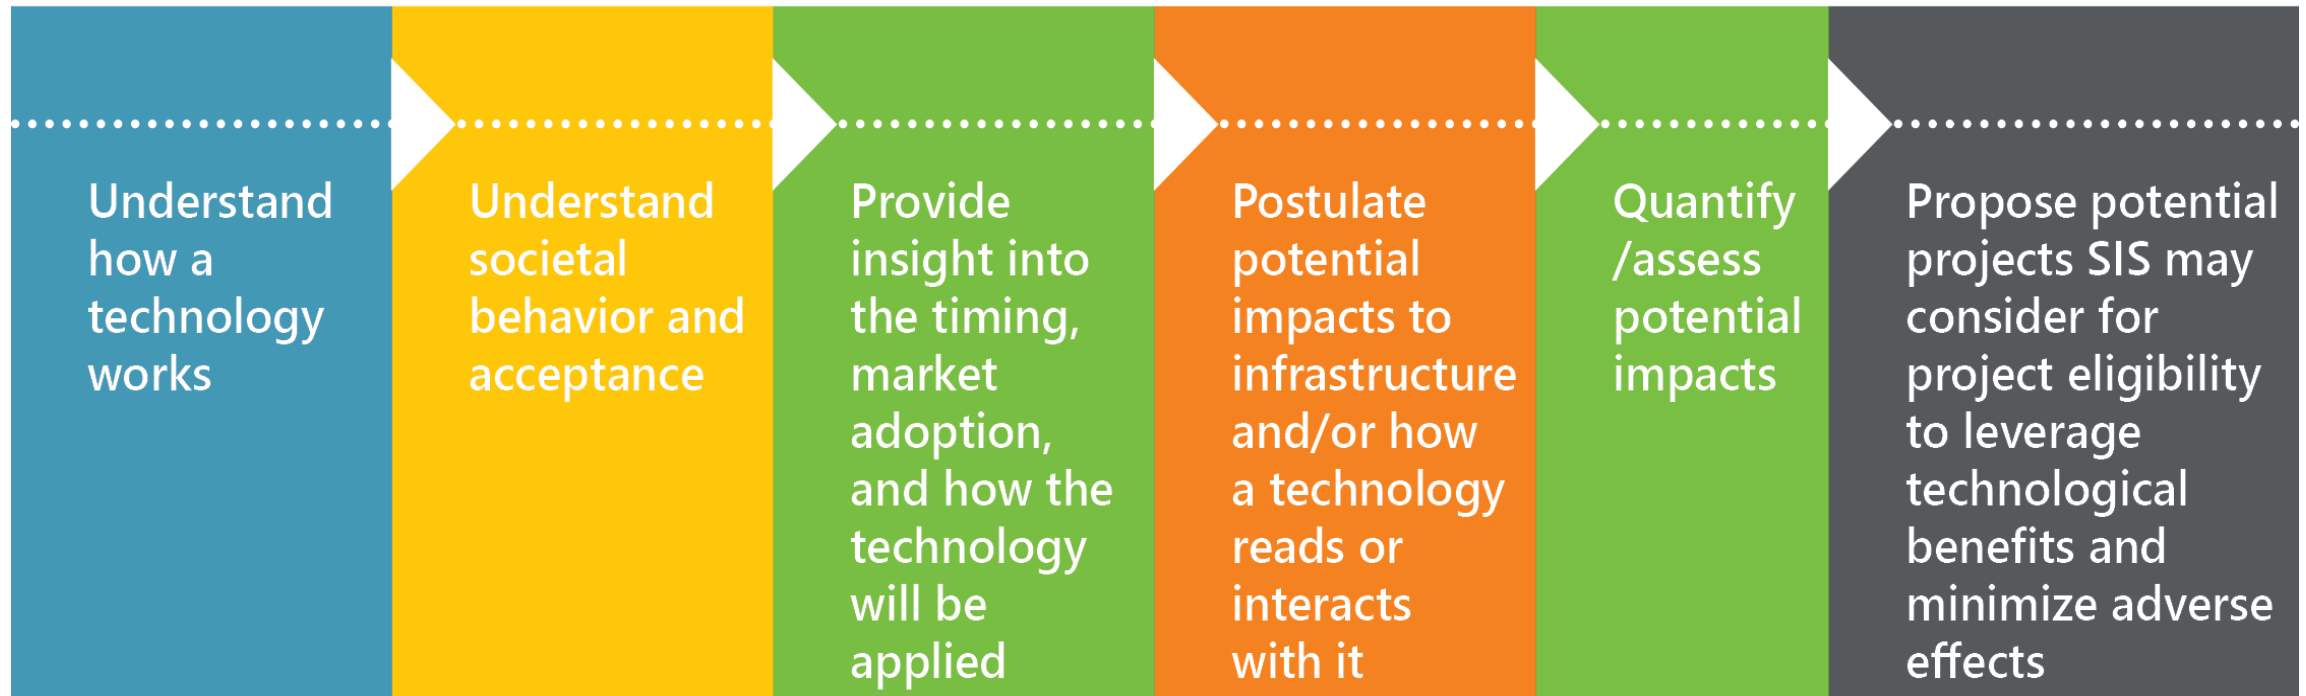 Understand
how a
technology
works
Understand
societal
behavior and
acceptance
Provide
insight into
the timing,
market
adoption,
and how the
technology
will be
applied
Postulate
potential
impacts to
infrastructure
and/or how
a technology
reads or
interacts
with it
Quantify
/assess
potential
impacts
Propose potential
projects SIS may
consider for
project eligibility
to leverage
technological
benefits and
minimize adverse
effects